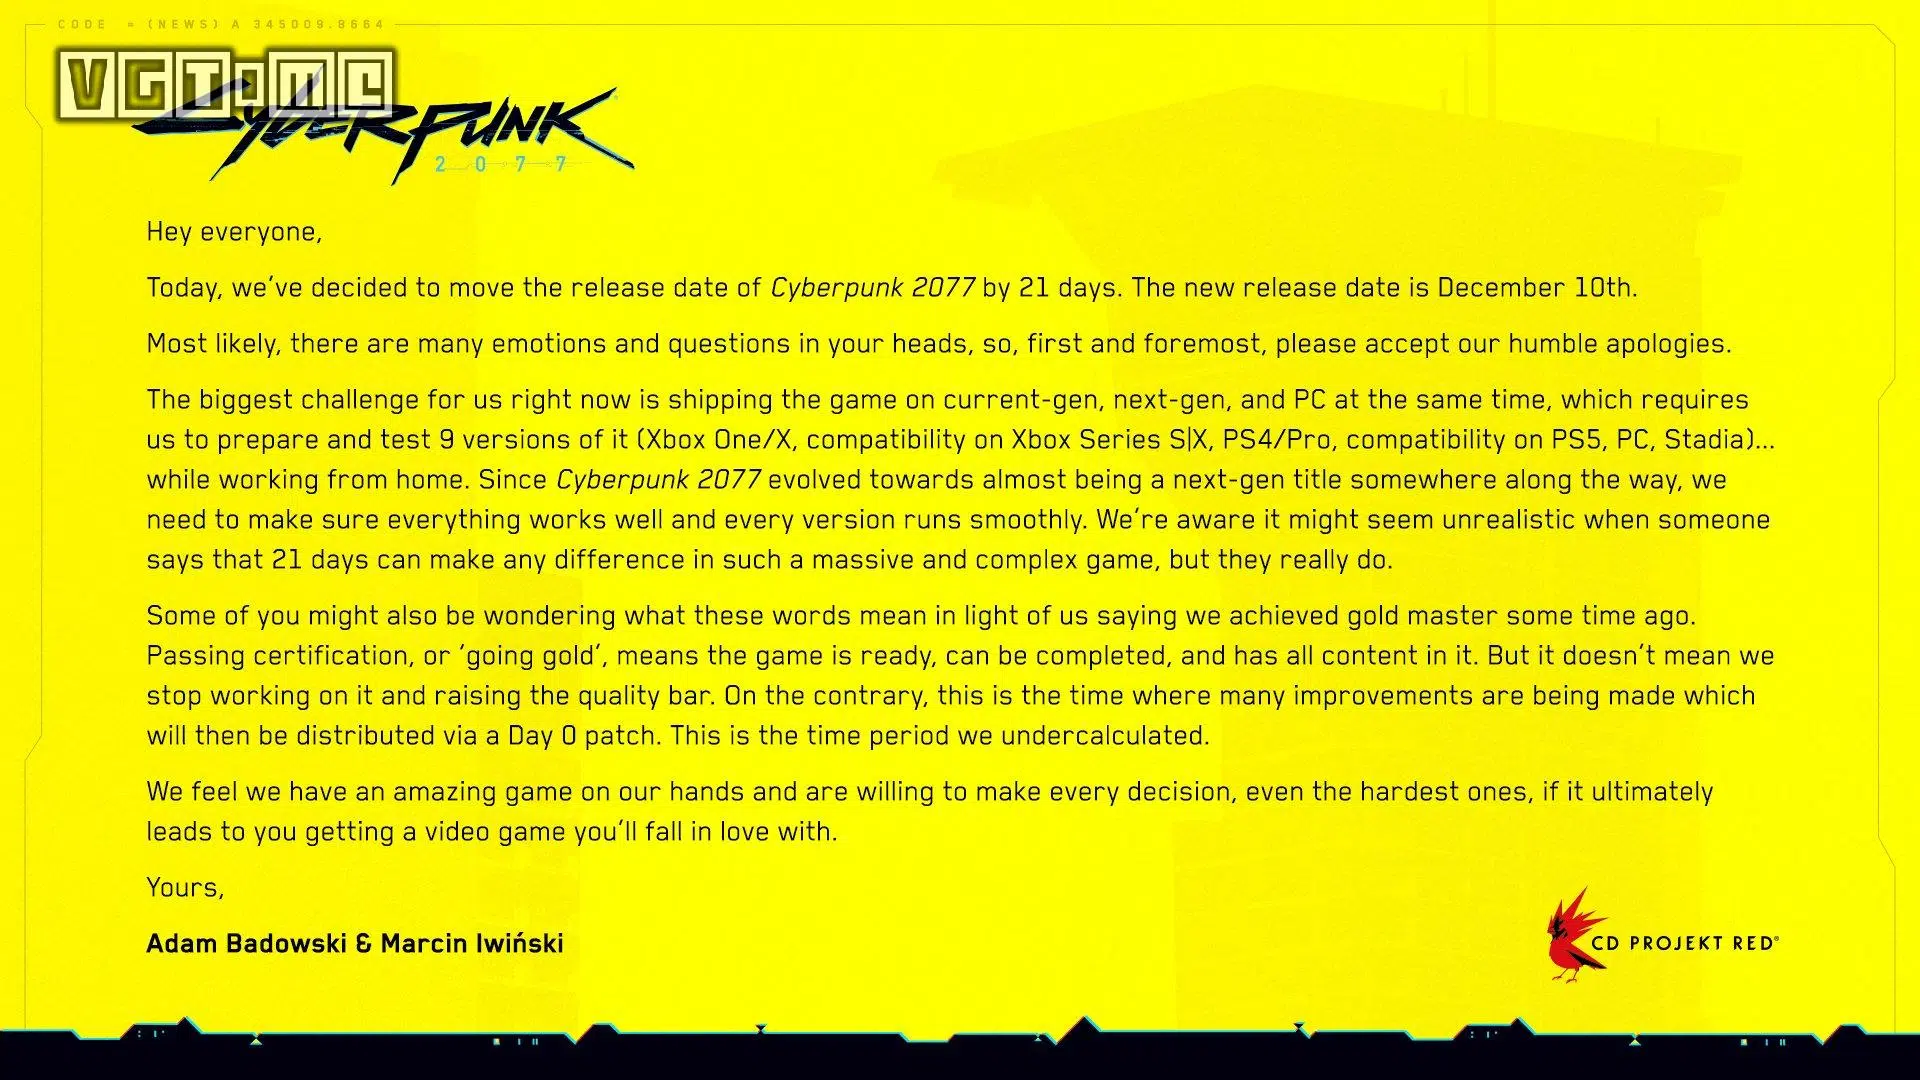 CODE = (NEWS) A 345009.8664
VGTIME
Cyberpunk
2077
Hey everyone,
Today, we've decided to move the release date of Cyberpunk 2077 by 21 days. The new release date is December 10th.
Most likely, there are many emotions and questions in your heads, so, first and foremost, please accept our humble apologies.
The biggest challenge for us right now is shipping the game on current-gen, next-gen, and PC at the same time, which requires
us to prepare and test 9 versions of it (Xbox One/X, compatibility on Xbox Series S|X, PS4/Pro, compatibility on PS5, PC, Stadia)...
while working from home. Since Cyberpunk 2077 evolved towards almost being a next-gen title somewhere along the way, we
need to make sure everything works well and every version runs smoothly. We're aware it might seem unrealistic when someone
says that 21 days can make any difference in such a massive and complex game, but they really do.
Some of you might also be wondering what these words mean in light of us saying we achieved gold master some time ago.
Passing certification, or 'going gold', means the game is ready, can be completed, and has all content in it. But it doesn't mean we
stop working on it and raising the quality bar. On the contrary, this is the time where many improvements are being made which
will then be distributed via a Day 0 patch. This is the time period we undercalculated.
We feel we have an amazing game on our hands and are willing to make every decision, even the hardest ones, if it ultimately
leads to you getting a video game you'll fall in love with.
Yours,
Adam Badowski & Marcin Iwiński
CD PROJEKT RED®